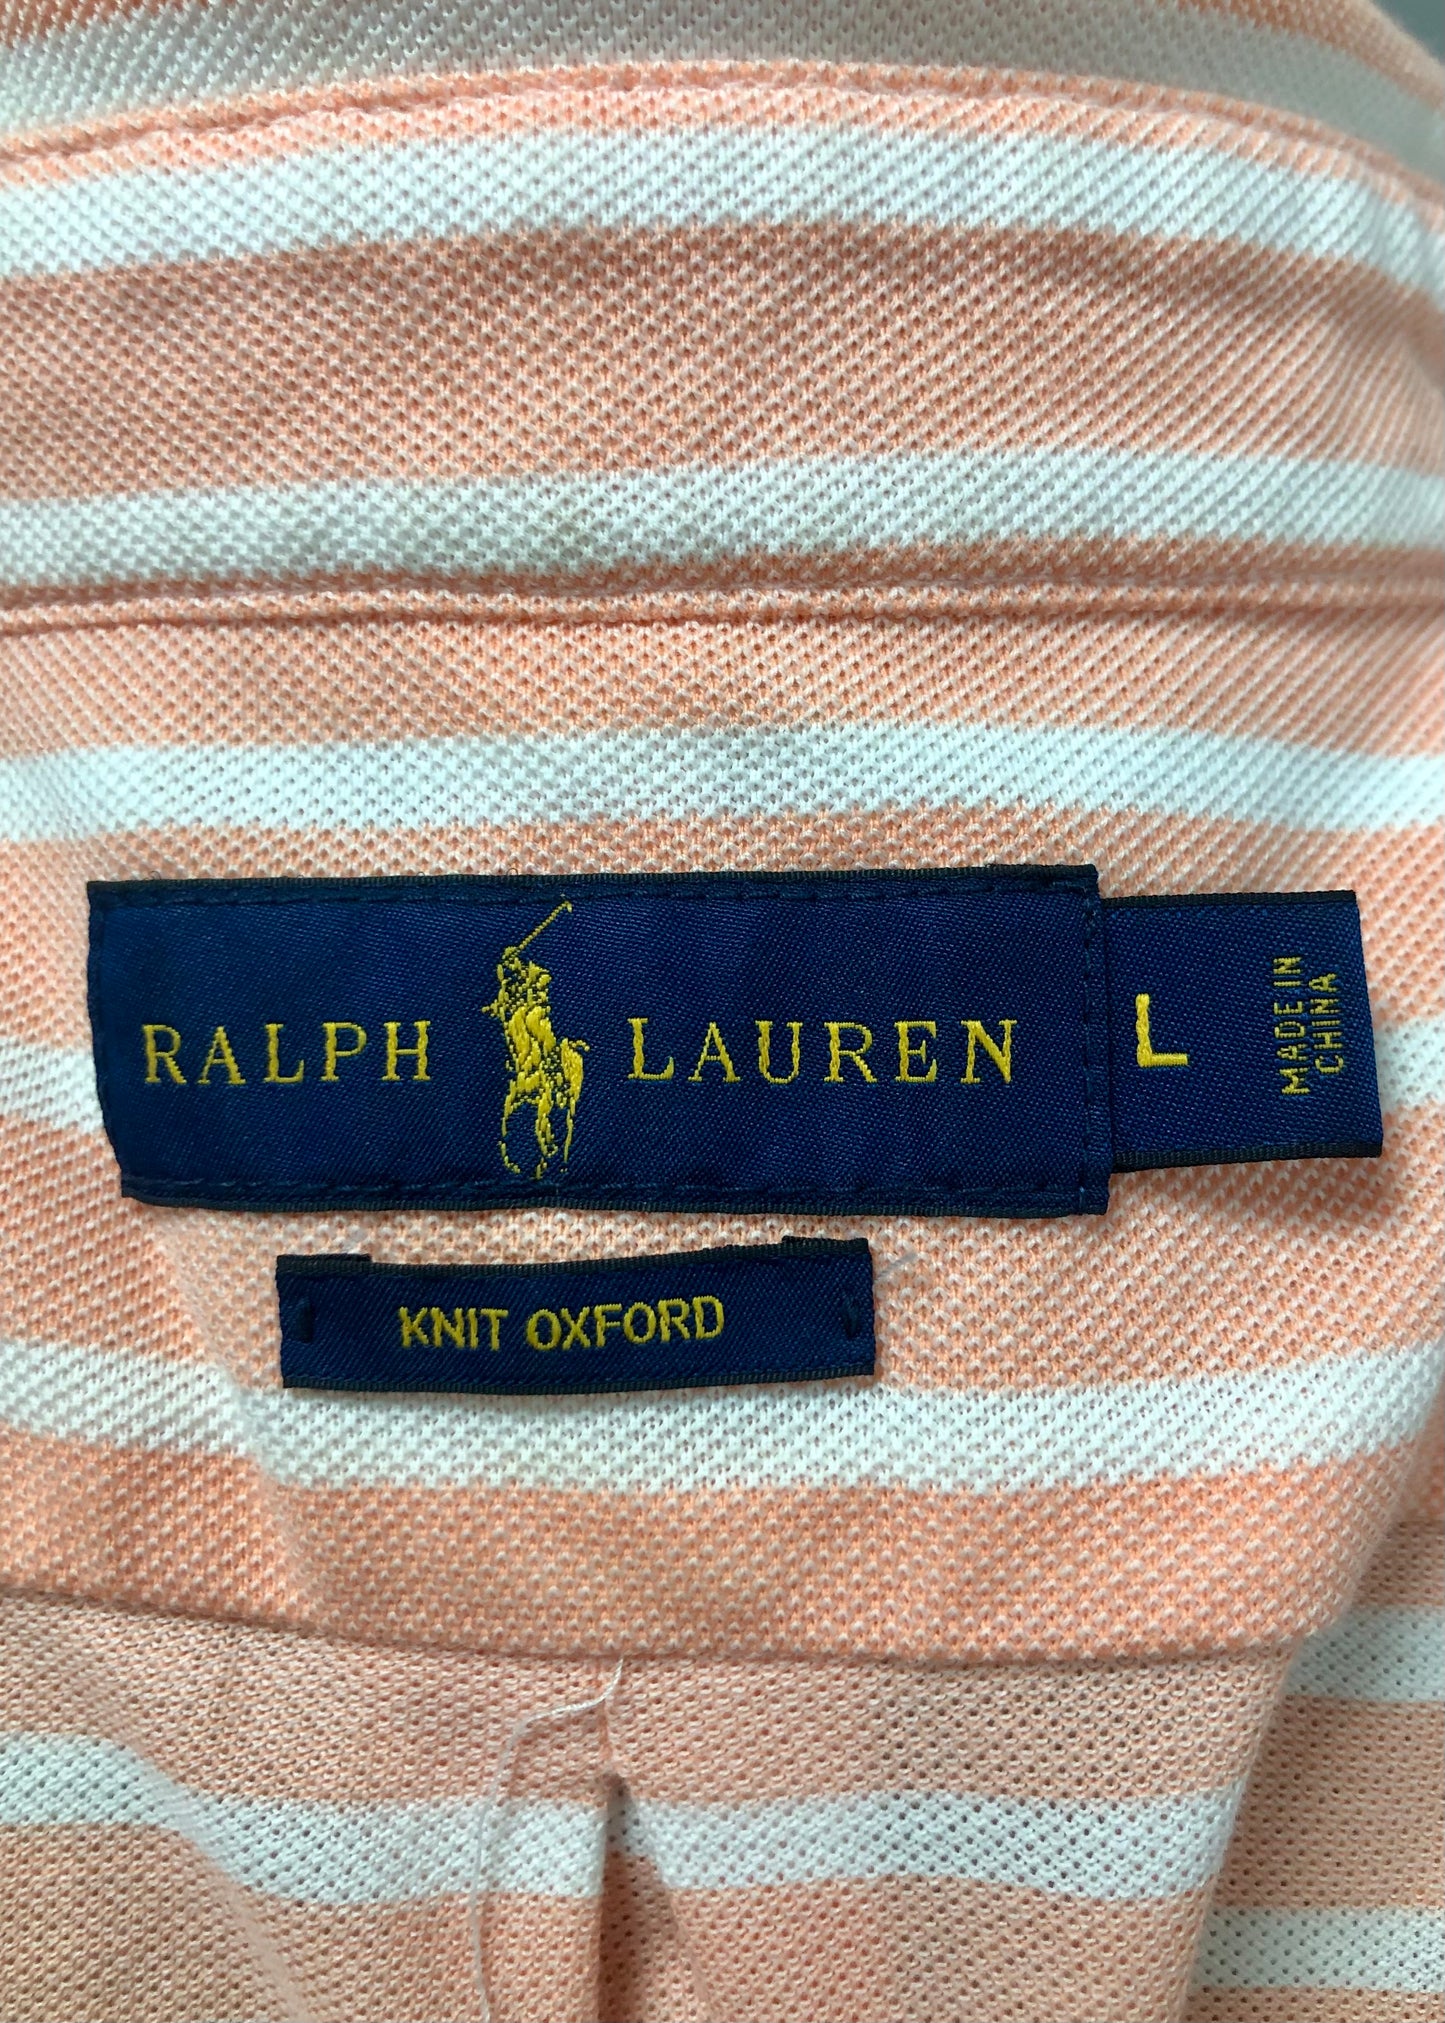 RALPH LAUREN
L
MADE IN
CHINA
KNIT OXFORD